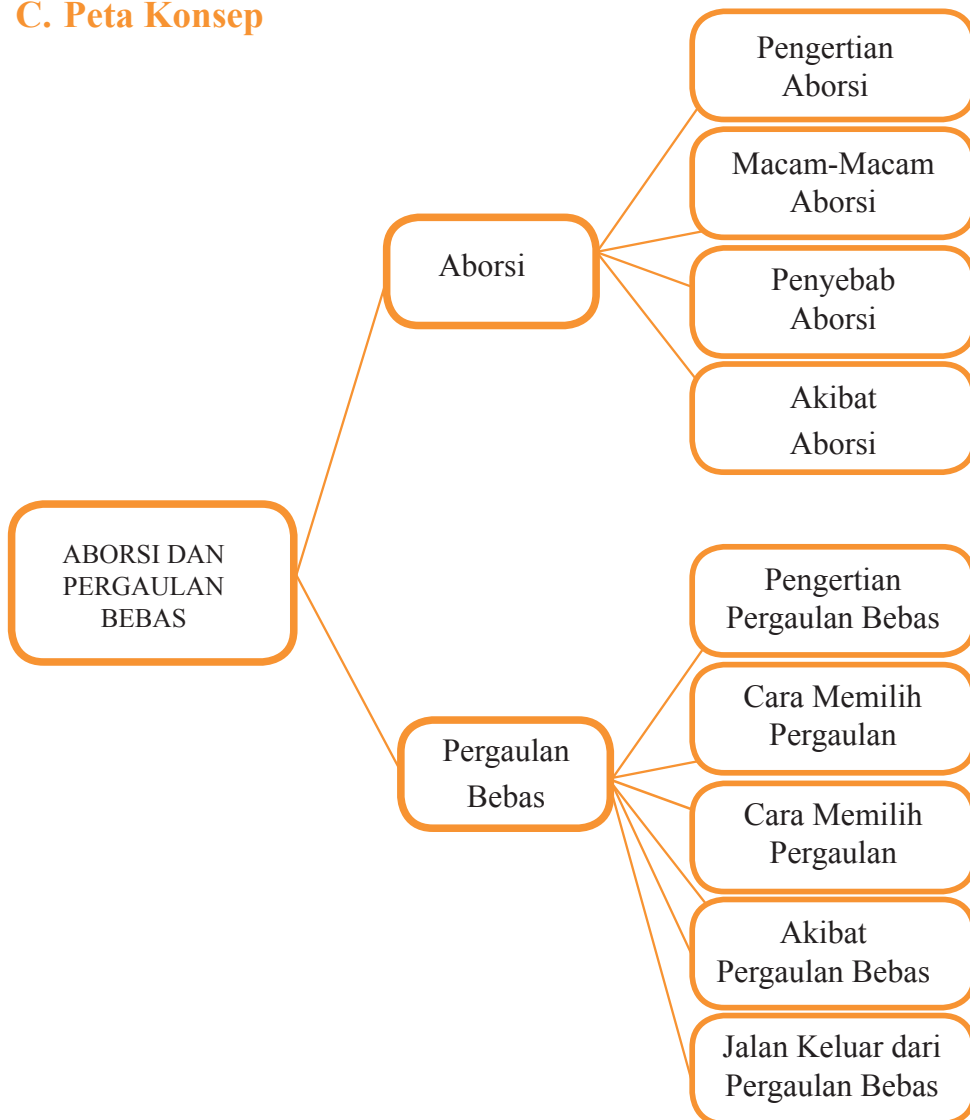 C. Peta Konsep
Pengertian
Aborsi
Macam-Macam
Aborsi
Aborsi
Penyebab
Aborsi
Akibat
Aborsi
ABORSI DAN
PERGAULAN
BEBAS
Pengertian
Pergaulan Bebas
Cara Memilih
Pergaulan
Pergaulan
Bebas
Cara Memilih
Pergaulan
Akibat
Pergaulan Bebas
Jalan Keluar dari
Pergaulan Bebas